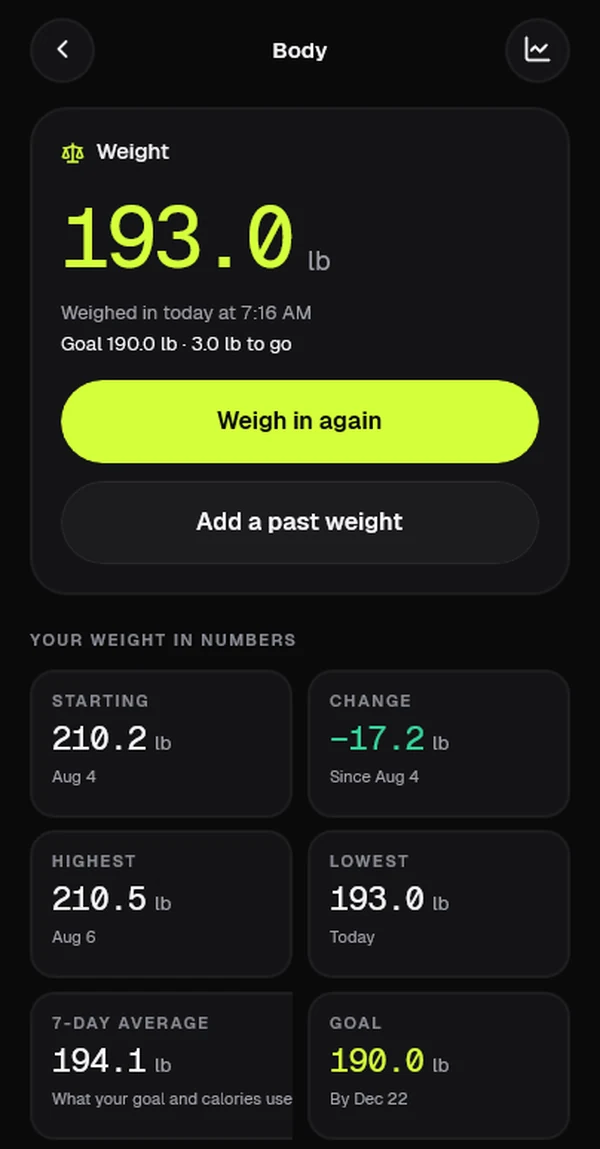 Body
Weight
193.0 lb
Weighed in today at 7:16 AM
Goal 190.0 lb · 3.0 lb to go
Weigh in again
Add a past weight
YOUR WEIGHT IN NUMBERS
STARTING
210.2 lb
Aug 4
CHANGE
−17.2 lb
Since Aug 4
HIGHEST
210.5 lb
Aug 6
LOWEST
193.0 lb
Today
7-DAY AVERAGE
194.1 lb
What your goal and calories use
GOAL
190.0 lb
By Dec 22